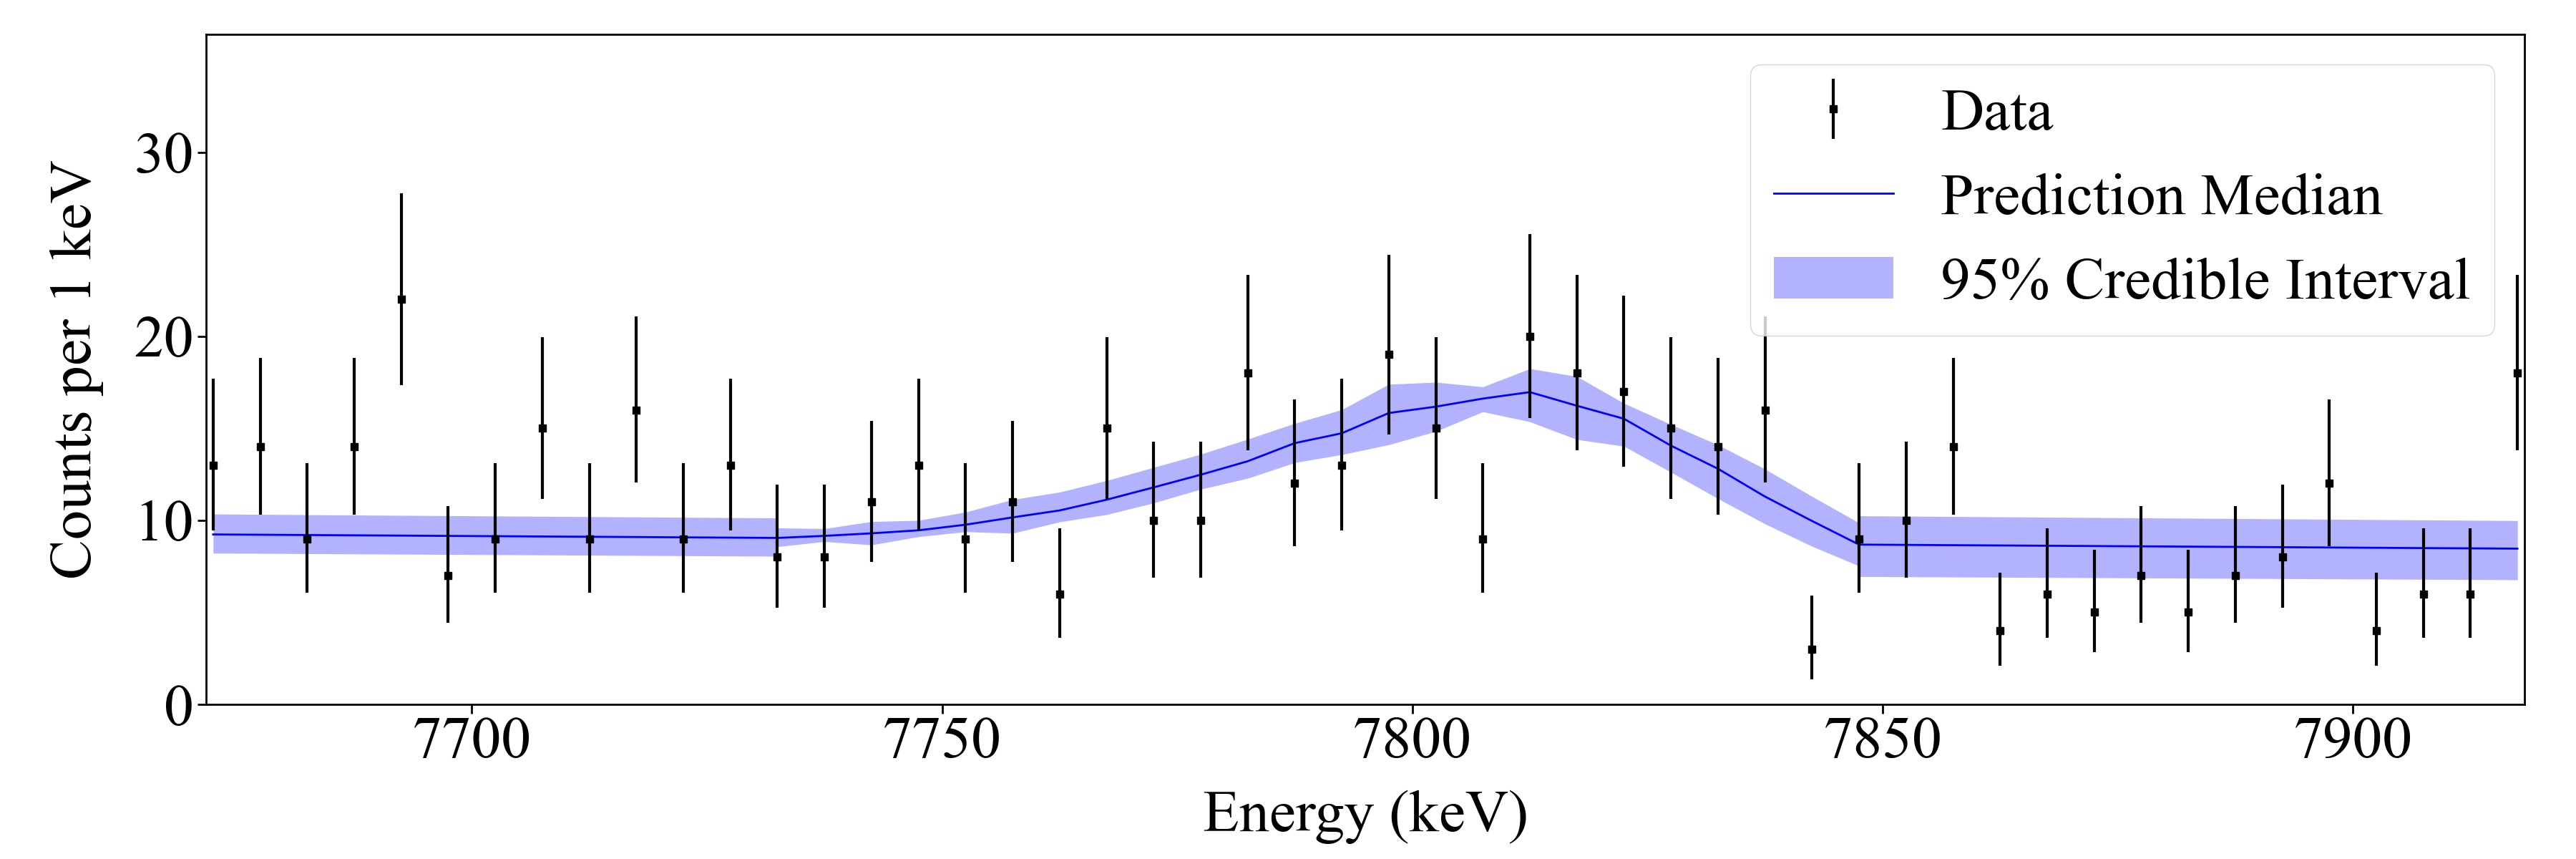 Counts per 1 keV
30
20
10
0
Data
Prediction Median
95% Credible Interval
7700
7750
7800
7850
7900
Energy (keV)